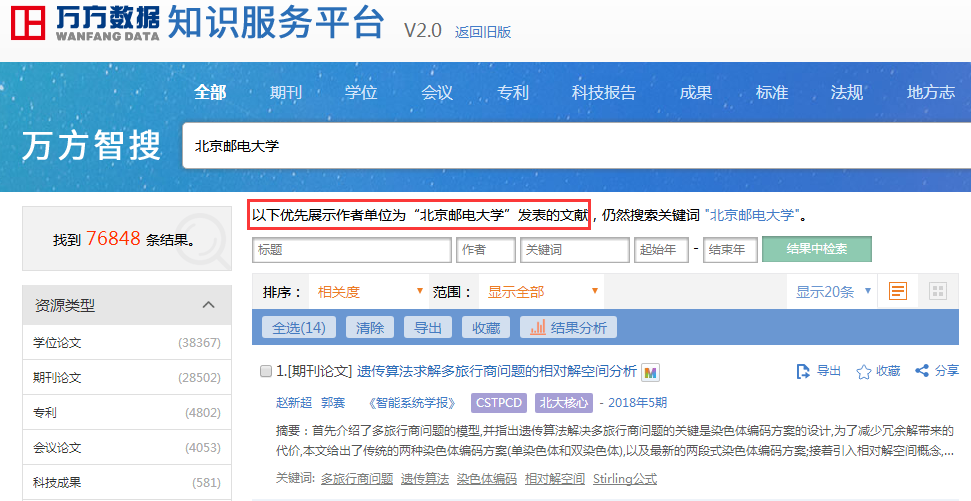 万方数据 知识服务平台 V2.0 返回旧版
WANFANG DATA
全部 期刊 学位 会议 专利 科技报告 成果 标准 法规 地方志
万方智搜 北京邮电大学
以下优先展示作者单位为“北京邮电大学”发表的文献，仍然搜索关键词 "北京邮电大学"。
找到 76848 条结果。
标题 作者 关键词 起始年 - 结束年 结果中检索
排序： 相关度 范围： 显示全部 显示20条
资源类型
全选(14) 清除 导出 收藏 结果分析
学位论文 (38367)
期刊论文 (28502)
专利 (4802)
会议论文 (4053)
科技成果 (581)
1.[期刊论文] 遗传算法求解多旅行商问题的相对解空间分析 M 导出 收藏 分享
赵新超 郭赛 《智能系统学报》 CSTPCD 北大核心 - 2018年5期
摘要：首先介绍了多旅行商问题的模型,并指出遗传算法解决多旅行商问题的关键是染色体编码方案的设计,为了减少冗余解带来的
代价,本文给出了传统的两种染色体编码方案(单染色体和双染色体),以及最新的两段式染色体编码方案;接着引入相对解空间概念,...
关键词: 多旅行商问题 遗传算法 染色体编码 相对解空间 Stirling公式